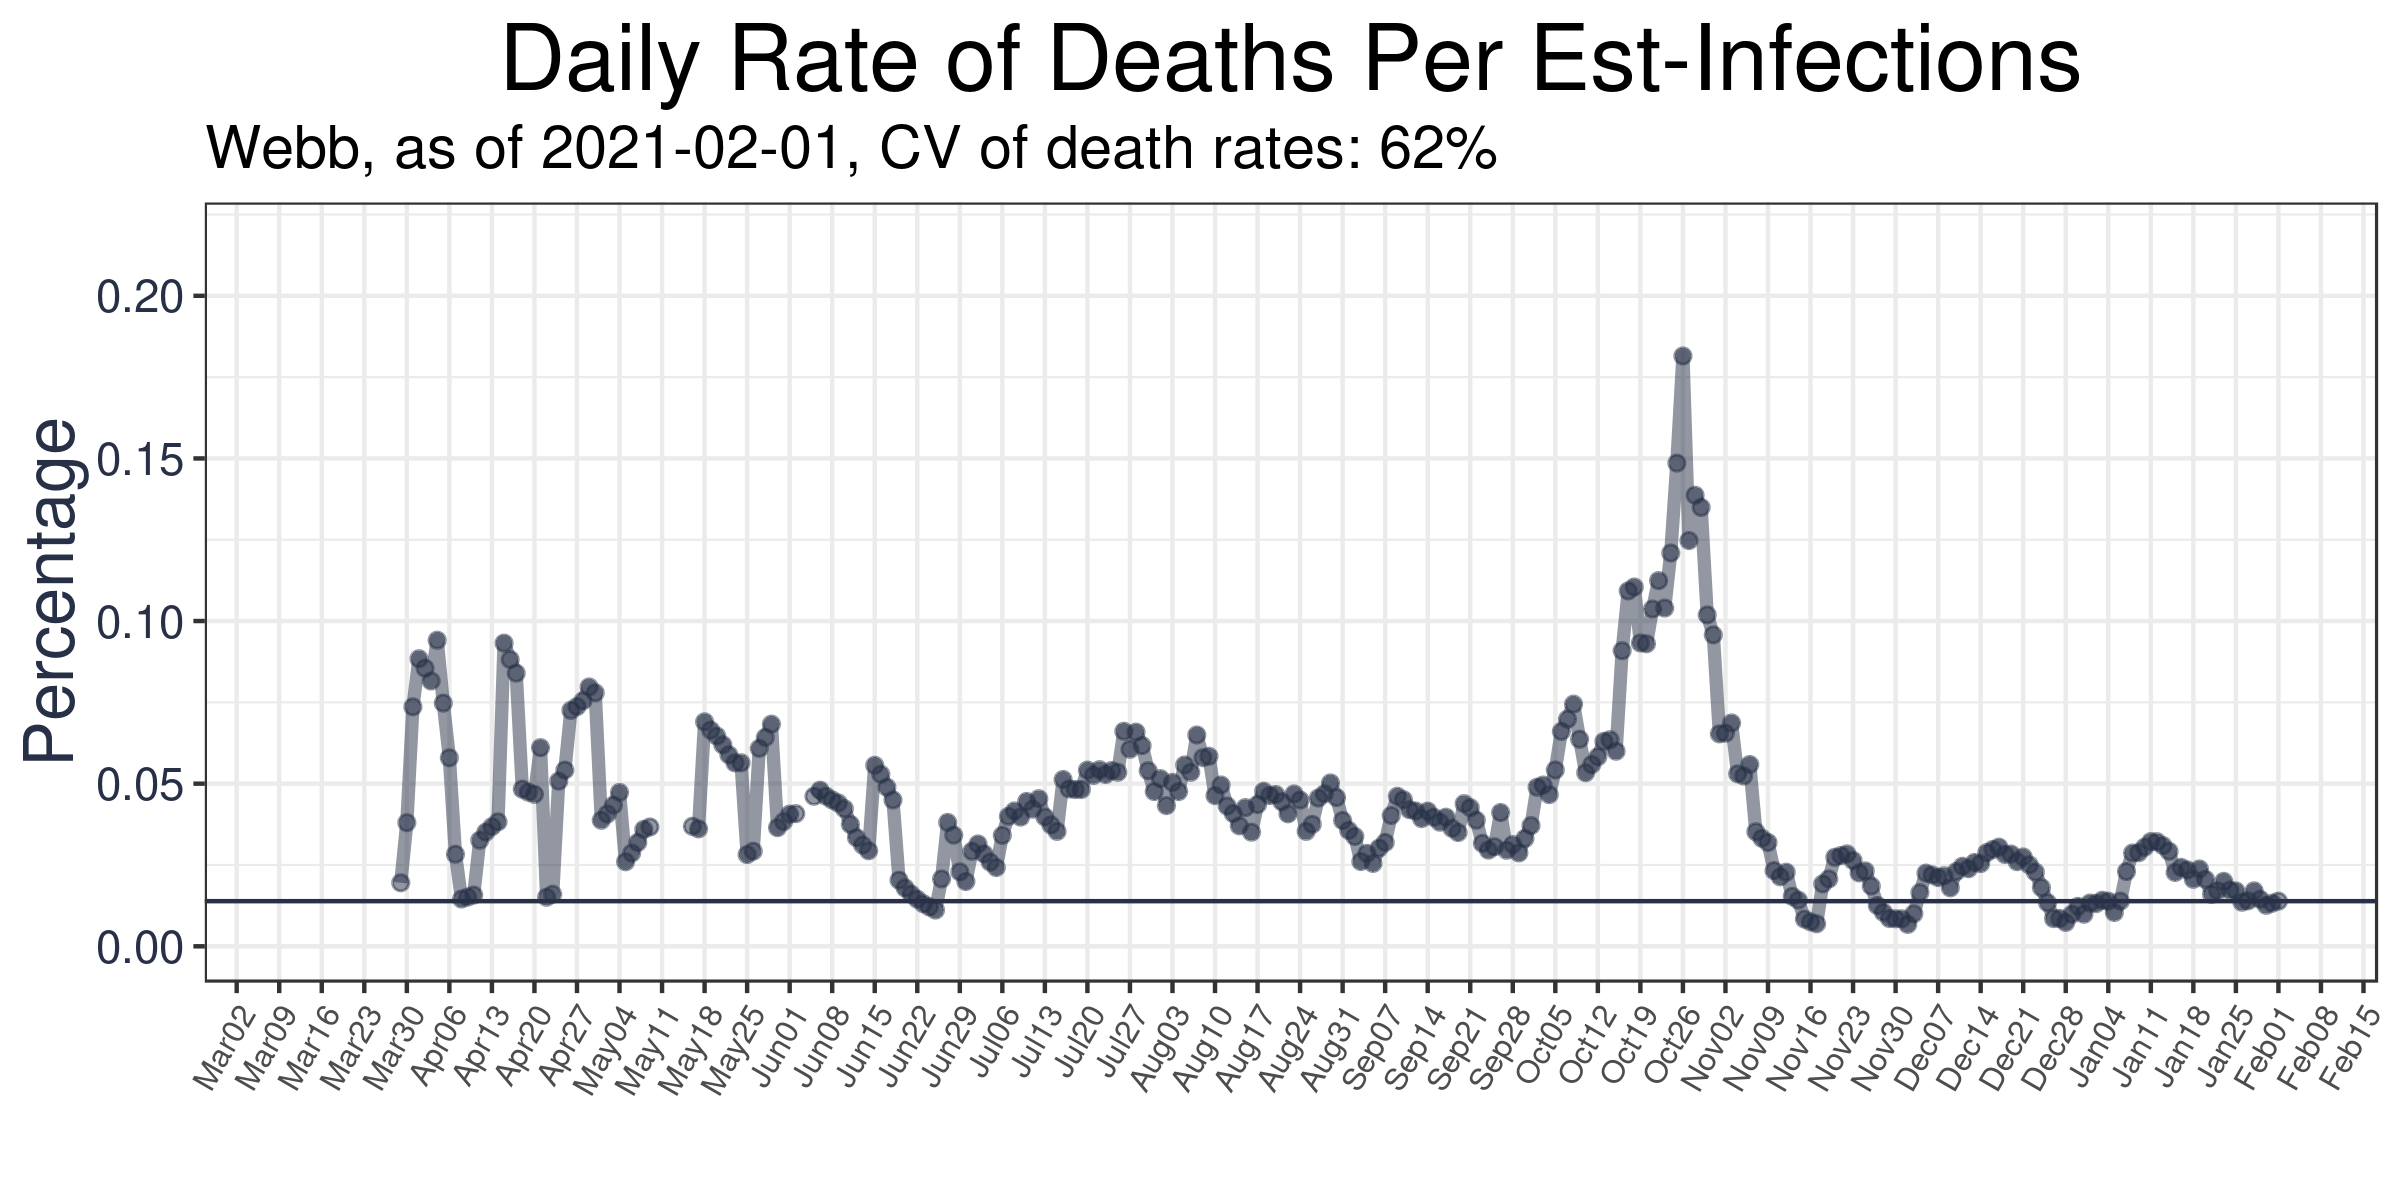 Daily Rate of Deaths Per Est-Infections
Webb, as of 2021-02-01, CV of death rates: 62%
Percentage
0.20
0.15
0.10
0.05
0.00
Mar02
Mar09
Mar16
Mar23
Mar30
Apr06
Apr13
Apr20
Apr27
May04
May11
May18
May25
Jun01
Jun08
Jun15
Jun22
Jun29
Jul06
Jul13
Jul20
Jul27
Aug03
Aug10
Aug17
Aug24
Aug31
Sep07
Sep14
Sep21
Sep28
Oct05
Oct12
Oct19
Oct26
Nov02
Nov09
Nov16
Nov23
Nov30
Dec07
Dec14
Dec21
Dec28
Jan04
Jan11
Jan18
Jan25
Feb01
Feb08
Feb15